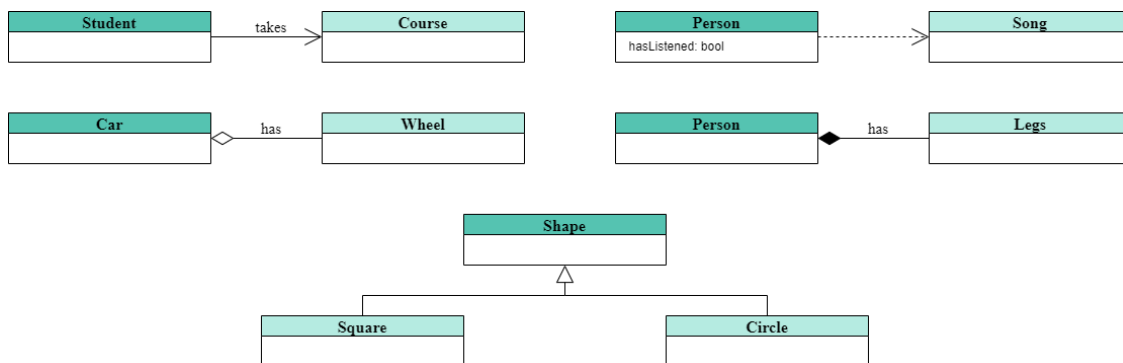 Student takes Course
Person Song
hasListened: bool
Car has Wheel
Person has Legs
Shape
Square Circle